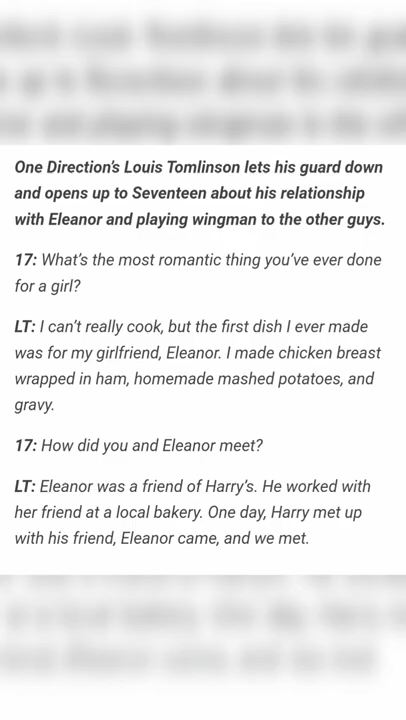 One Direction's Louis Tomlinson lets his guard down
and opens up to Seventeen about his relationship
with Eleanor and playing wingman to the other guys.
17: What's the most romantic thing you've ever done
for a girl?
LT: I can't really cook, but the first dish I ever made
was for my girlfriend, Eleanor. I made chicken breast
wrapped in ham, homemade mashed potatoes, and
gravy.
17: How did you and Eleanor meet?
LT: Eleanor was a friend of Harry's. He worked with
her friend at a local bakery. One day, Harry met up
with his friend, Eleanor came, and we met.